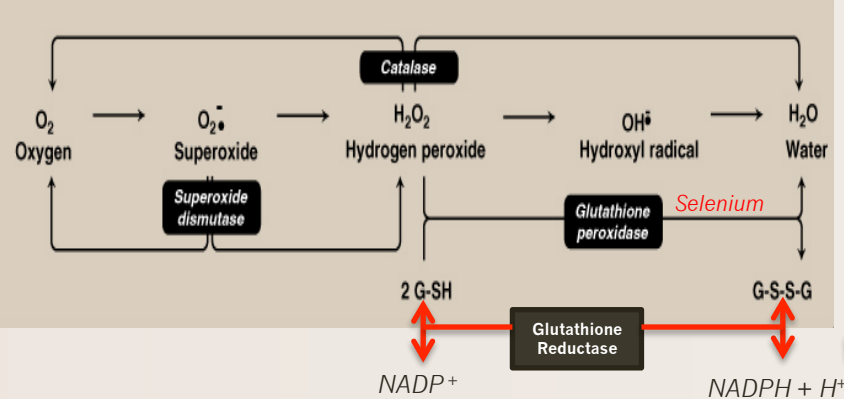 Catalase
O₂
Oxygen
O₂•̄
Superoxide
H₂O₂
Hydrogen peroxide
OH•̄
Hydroxyl radical
H₂O
Water
Superoxide
dismutase
Glutathione
peroxidase
Selenium
2 G-SH
G-S-S-G
Glutathione
Reductase
NADP⁺
NADPH + H⁺